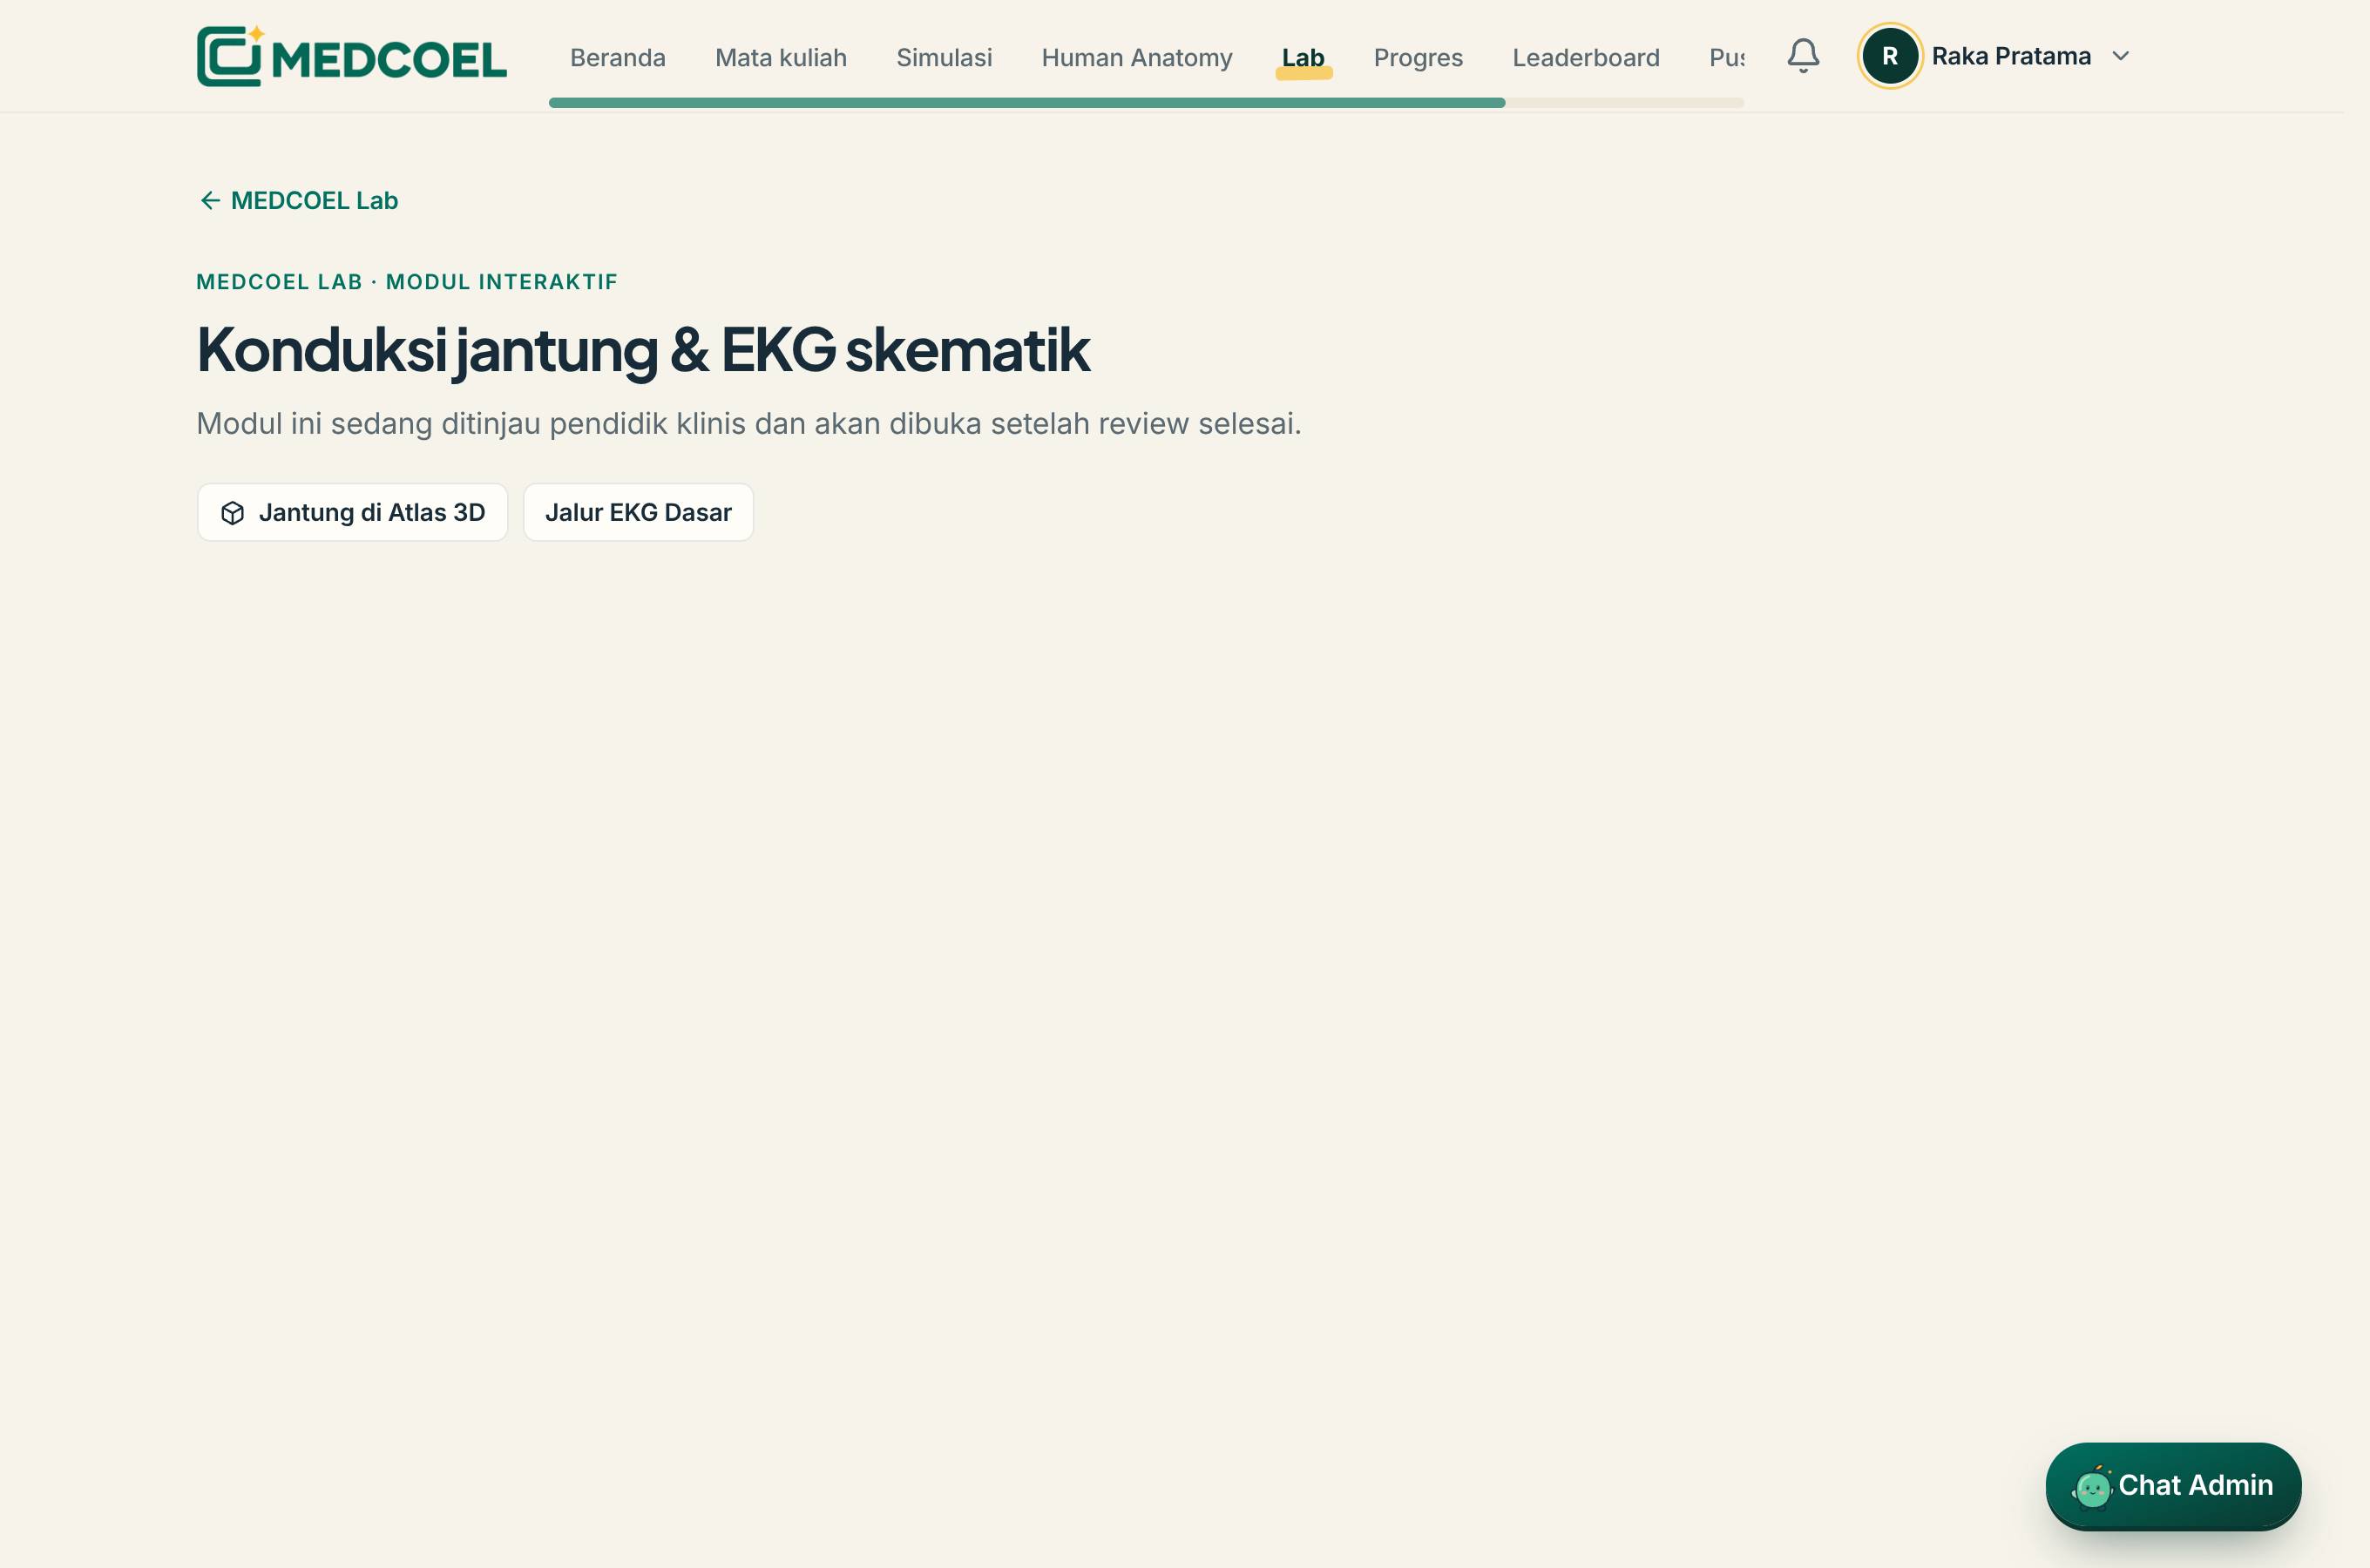 MEDCOEL
Beranda Mata kuliah Simulasi Human Anatomy Lab Progres Leaderboard
R Raka Pratama
MEDCOEL Lab
MEDCOEL LAB · MODUL INTERAKTIF
Konduksi jantung & EKG skematik
Modul ini sedang ditinjau pendidik klinis dan akan dibuka setelah review selesai.
Jantung di Atlas 3D Jalur EKG Dasar
Chat Admin